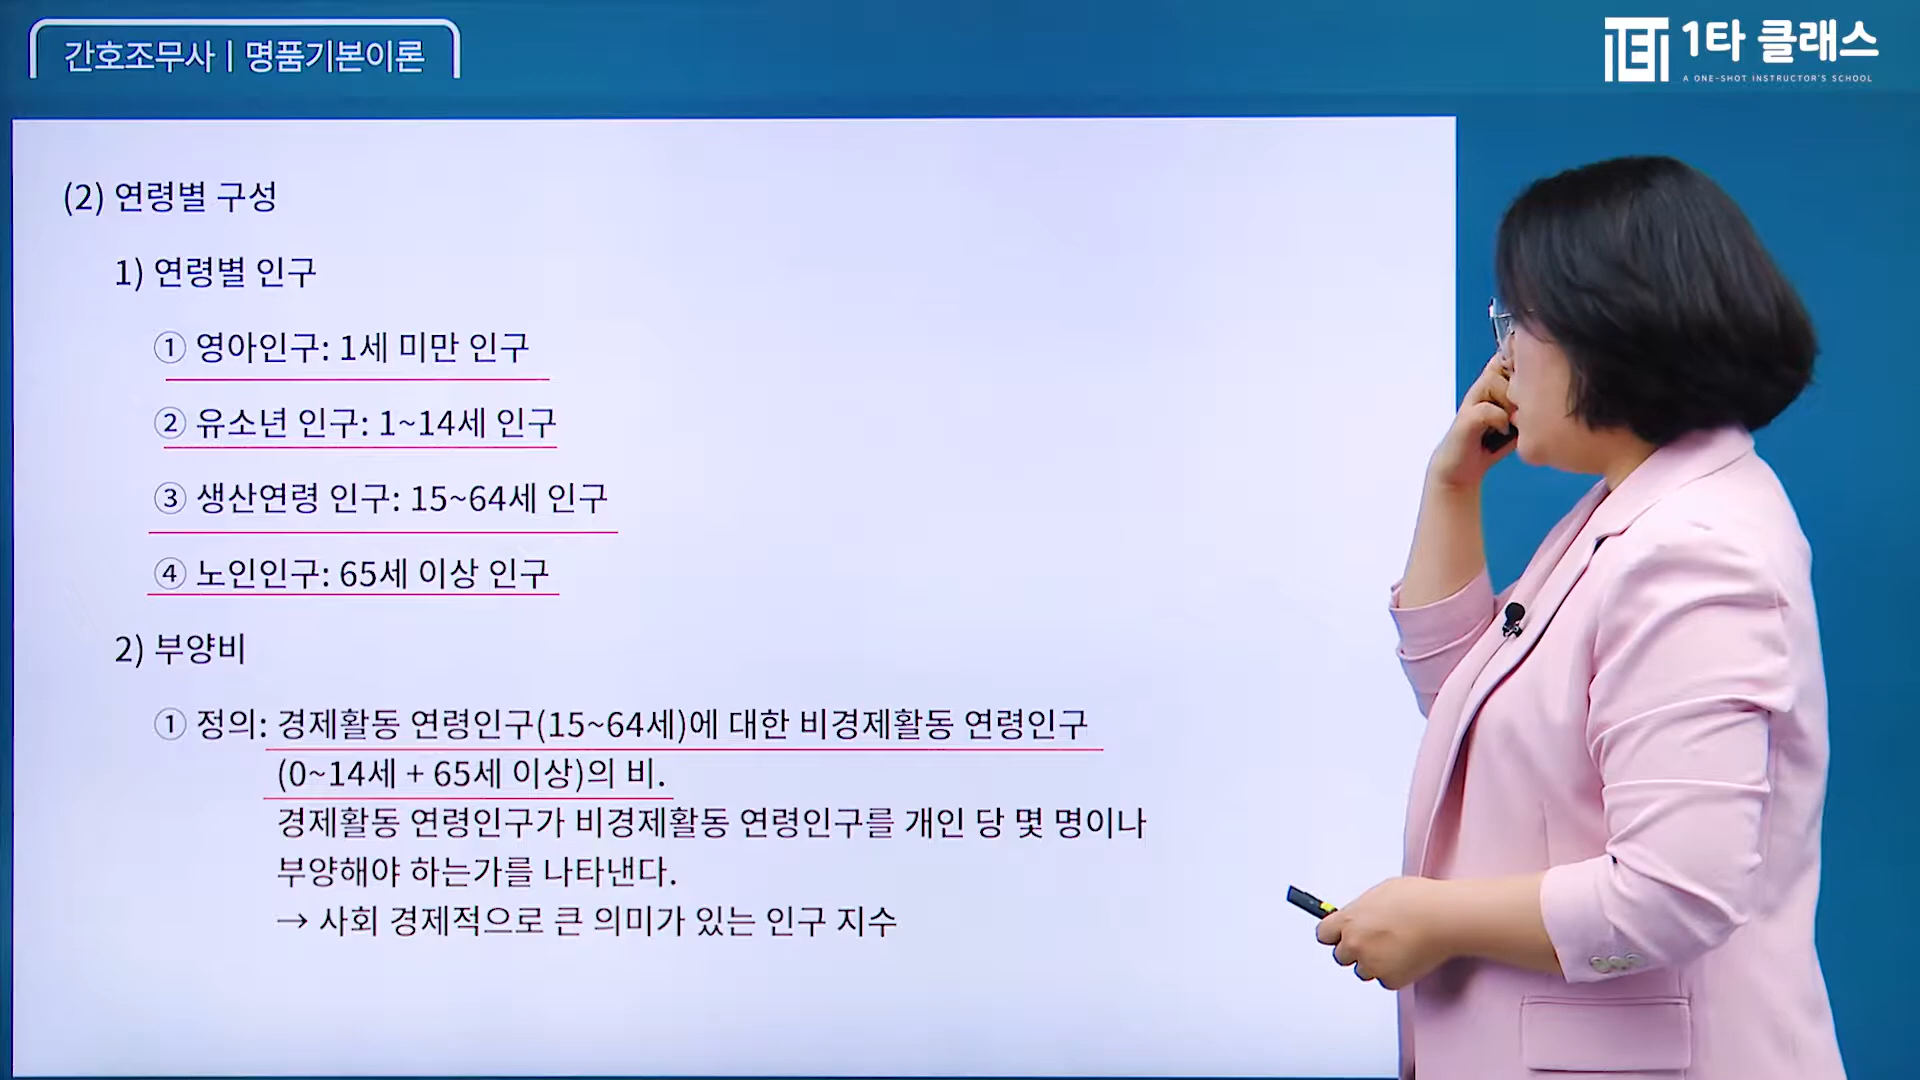 간호조무사 | 명품기본이론
1타 클래스
A ONE-SHOT INSTRUCTOR'S SCHOOL
(2) 연령별 구성
1) 연령별 인구
① 영아인구: 1세 미만 인구
② 유소년 인구: 1~14세 인구
③ 생산연령 인구: 15~64세 인구
④ 노인인구: 65세 이상 인구
2) 부양비
① 정의: 경제활동 연령인구(15~64세)에 대한 비경제활동 연령인구
(0~14세 + 65세 이상)의 비.
경제활동 연령인구가 비경제활동 연령인구를 개인 당 몇 명이나
부양해야 하는가를 나타낸다.
→ 사회 경제적으로 큰 의미가 있는 인구 지수